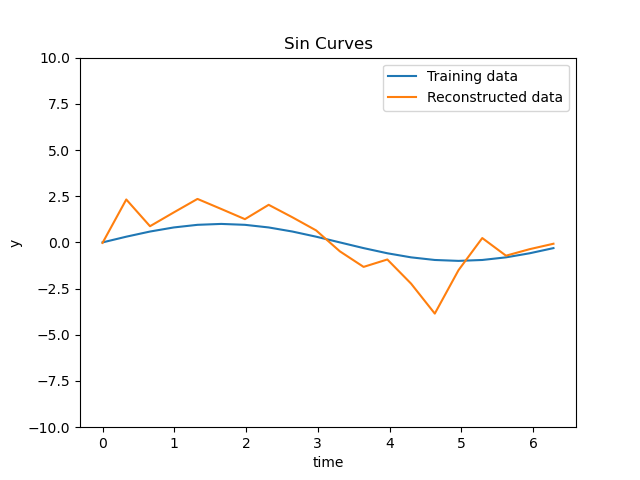 Sin Curves
Training data
Reconstructed data
10.0
7.5
5.0
2.5
0.0
−2.5
−5.0
−7.5
−10.0
y
0 1 2 3 4 5 6
time